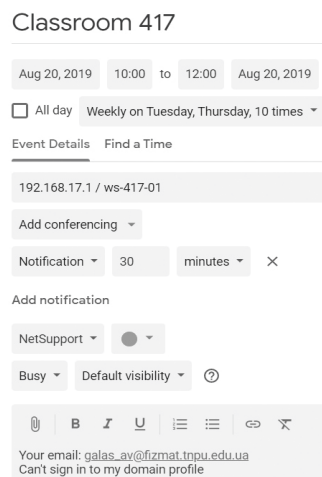 Classroom 417
Aug 20, 2019 10:00 to 12:00 Aug 20, 2019
All day Weekly on Tuesday, Thursday, 10 times
Event Details Find a Time
192.168.17.1 / ws-417-01
Add conferencing
Notification 30 minutes
Add notification
NetSupport
Busy Default visibility
B I U
Your email: galas_av@fizmat.tnpu.edu.ua
Can't sign in to my domain profile